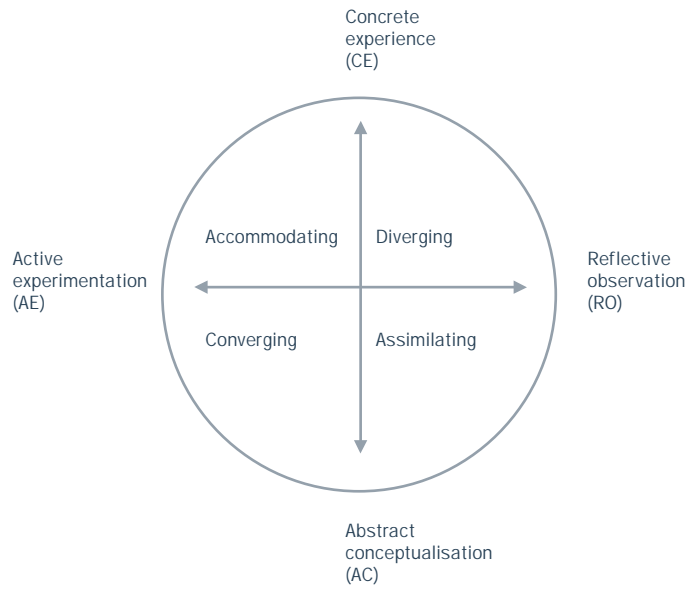 Concrete
experience
(CE)
Accommodating
Diverging
Active
experimentation
(AE)
Reflective
observation
(RO)
Converging
Assimilating
Abstract
conceptualisation
(AC)